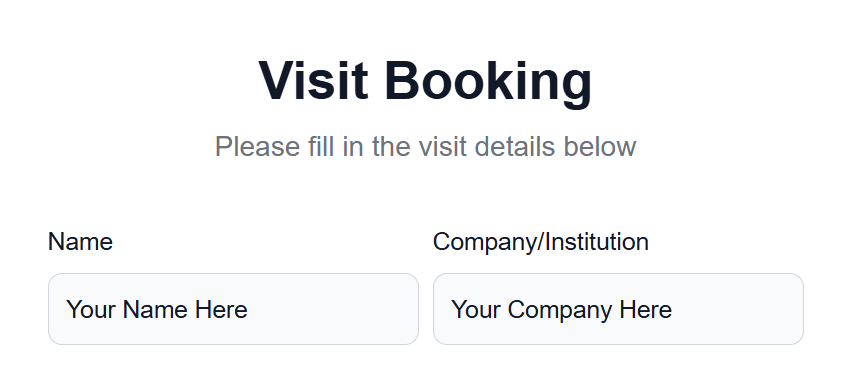 Visit Booking
Please fill in the visit details below
Name
Company/Institution
Your Name Here
Your Company Here